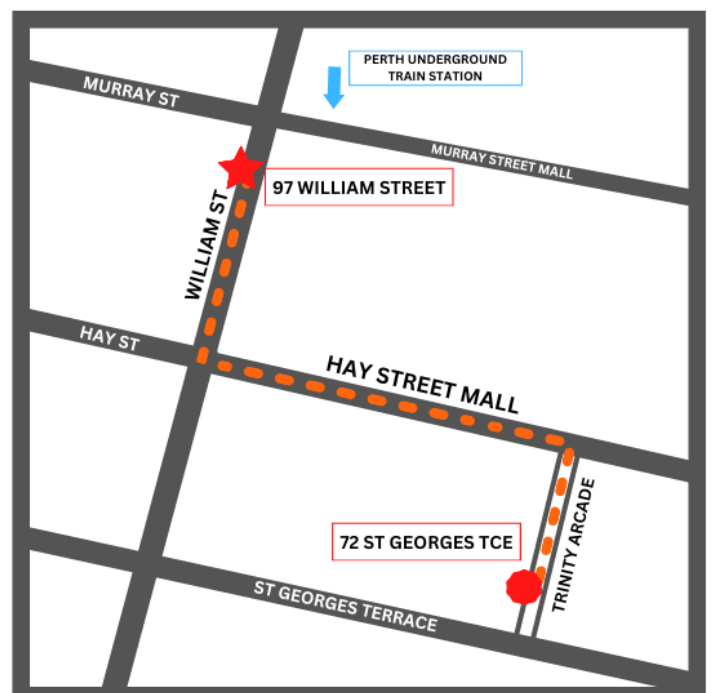 PERTH UNDERGROUND
TRAIN STATION
MURRAY ST
MURRAY STREET MALL
97 WILLIAM STREET
WILLIAM ST
HAY ST
HAY STREET MALL
72 ST GEORGES TCE
TRINITY ARCADE
ST GEORGES TERRACE